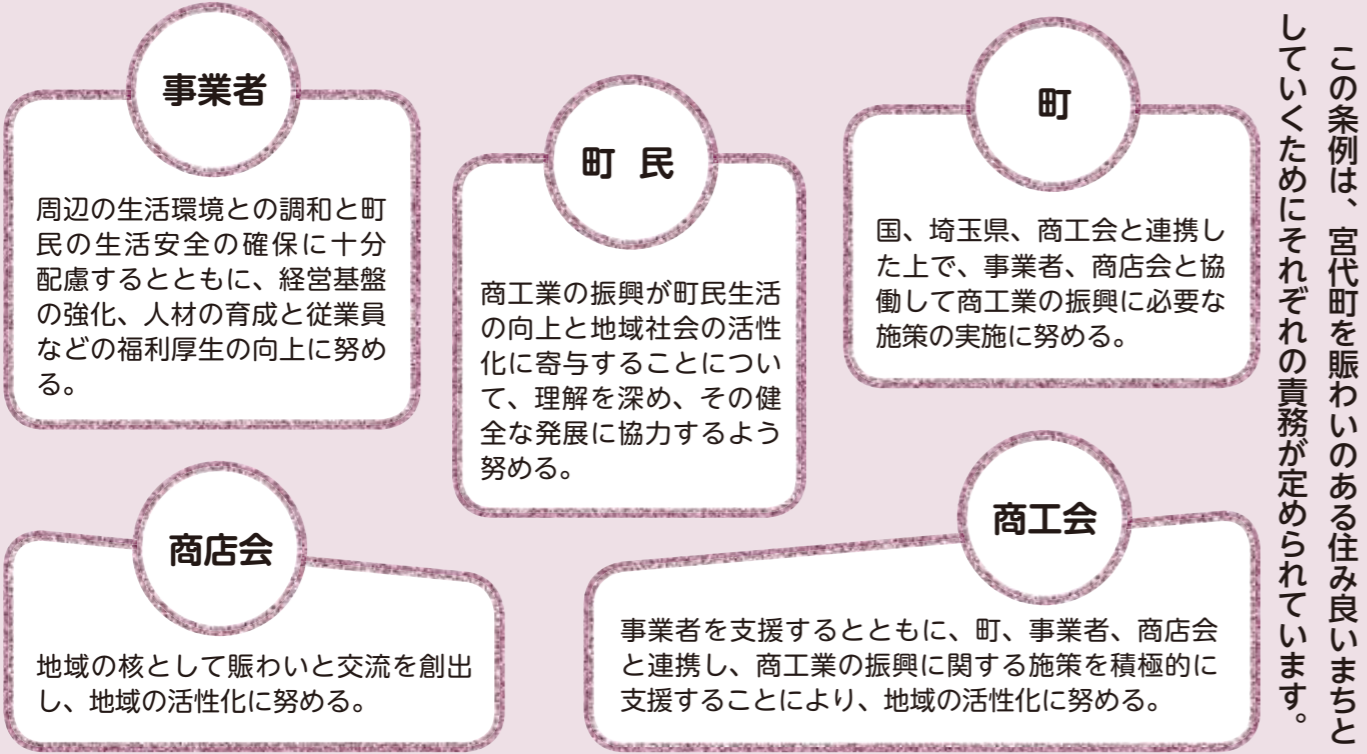 この条例は、宮代町を賑わいのある住み良いまちと
していくためにそれぞれの責務が定められています。
町
国、埼玉県、商工会と連携し
た上で、事業者、商店会と協
働して商工業の振興に必要な
施策の実施に努める。
町 民
商工業の振興が町民生活
の向上と地域社会の活性
化に寄与することについ
て、理解を深め、その健
全な発展に協力するよう
努める。
事業者
周辺の生活環境との調和と町
民の生活安全の確保に十分
配慮するとともに、経営基盤
の強化、人材の育成と従業員
などの福利厚生の向上に努め
る。
商工会
事業者を支援するとともに、町、事業者、商店会
と連携し、商工業の振興に関する施策を積極的に
支援することにより、地域の活性化に努める。
商店会
地域の核として賑わいと交流を創出
し、地域の活性化に努める。